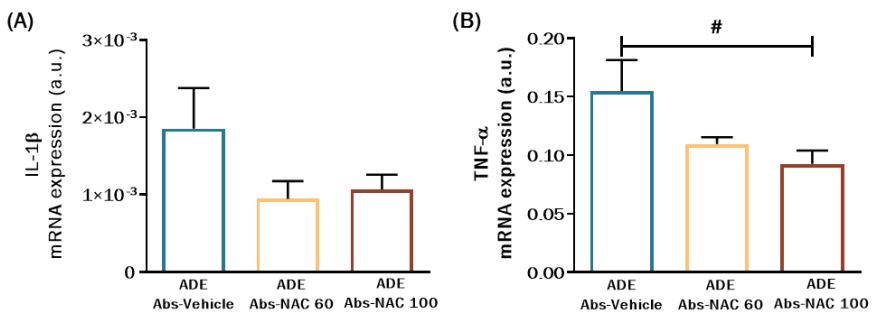 (A)
IL-1β
mRNA expression (a.u.)
3×10⁻³
2×10⁻³
1×10⁻³
0
ADE
Abs-Vehicle
ADE
Abs-NAC 60
ADE
Abs-NAC 100
(B)
TNF-α
mRNA expression (a.u.)
0.20
0.15
0.10
0.05
0.00
#
ADE
Abs-Vehicle
ADE
Abs-NAC 60
ADE
Abs-NAC 100